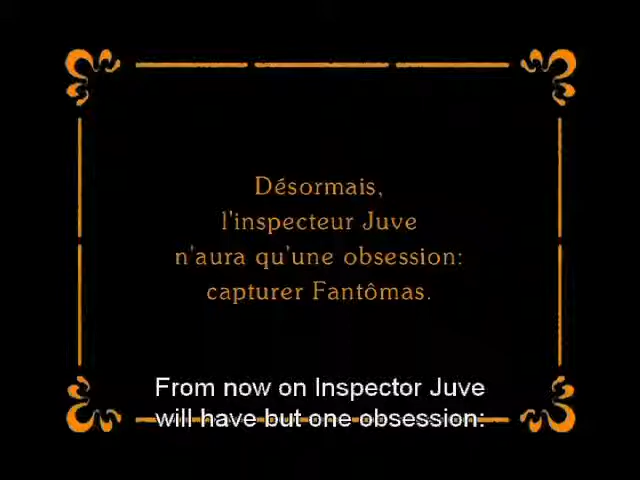 Désormais,
l'inspecteur Juve
n'aura qu'une obsession:
capturer Fantômas.
From now on Inspector Juve
will have but one obsession: